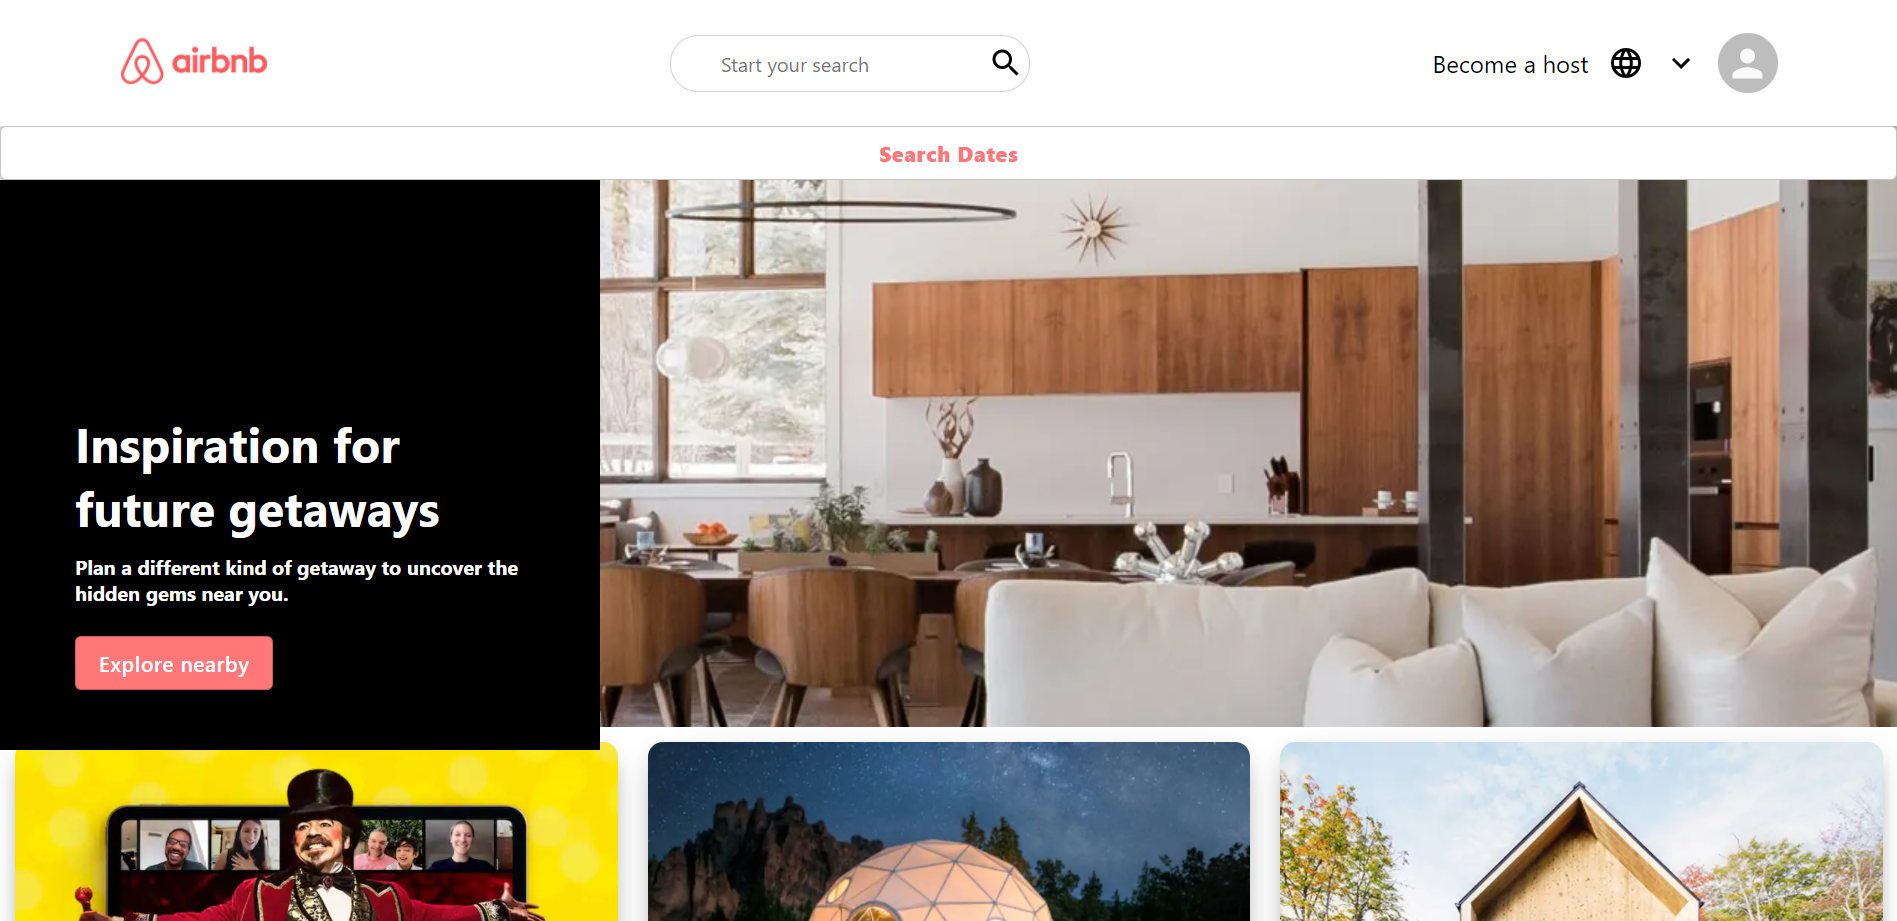 airbnb
Start your search
Become a host
Search Dates
Inspiration for
future getaways
Plan a different kind of getaway to uncover the
hidden gems near you.
Explore nearby